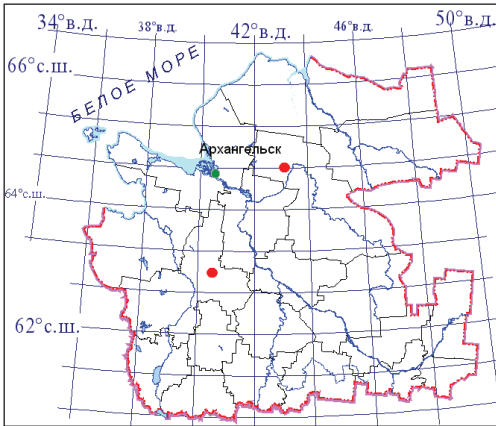 34°в.д.
38°в.д.
42°в.д.
46°в.д.
50°в.д.
66°с.ш.
БЕЛОЕ МОРЕ
Архангельск
64°с.ш.
62°с.ш.